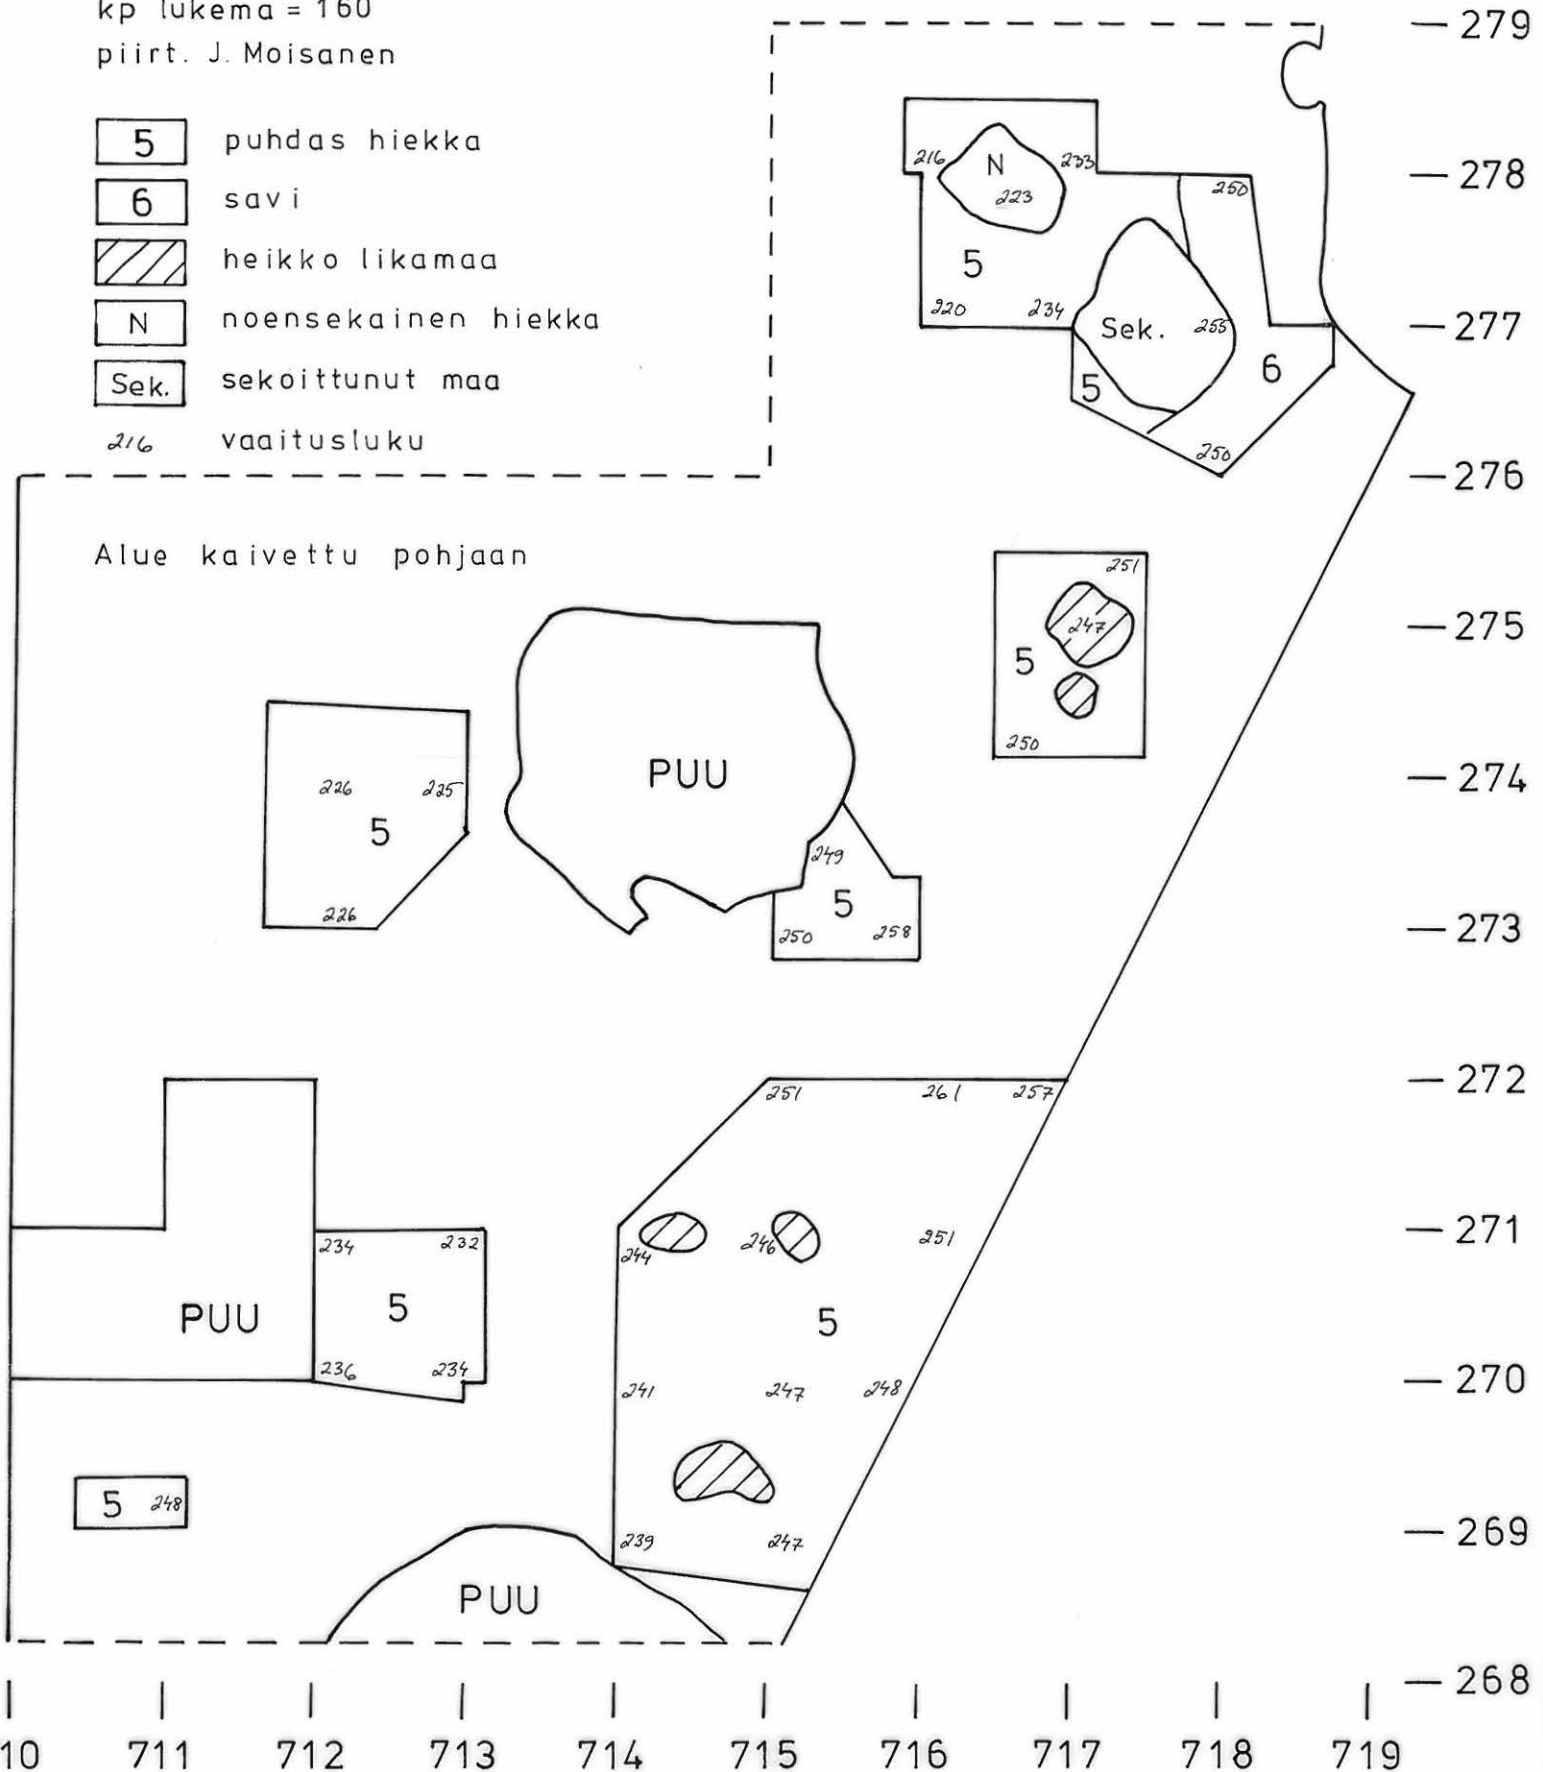 kp lukema = 160
piirt. J. Moisanen
5 puhdas hiekka
6 savi
heikko likamaa
N noensekainen hiekka
Sek. sekoittunut maa
216 vaaitusluku
279
216 N 233
278
223
250
5
220 234
277
Sek. 255
6
5
250
276
Alue kaivettu pohjaan
251
247
275
5
250
PUU
274
226 225
5
249
5
226
250 258
273
272
251 261 257
271
234 232
244 246 251
5
PUU
5
236 234
270
241 247 248
5 248
269
239 247
PUU
268
10 711 712 713 714 715 716 717 718 719